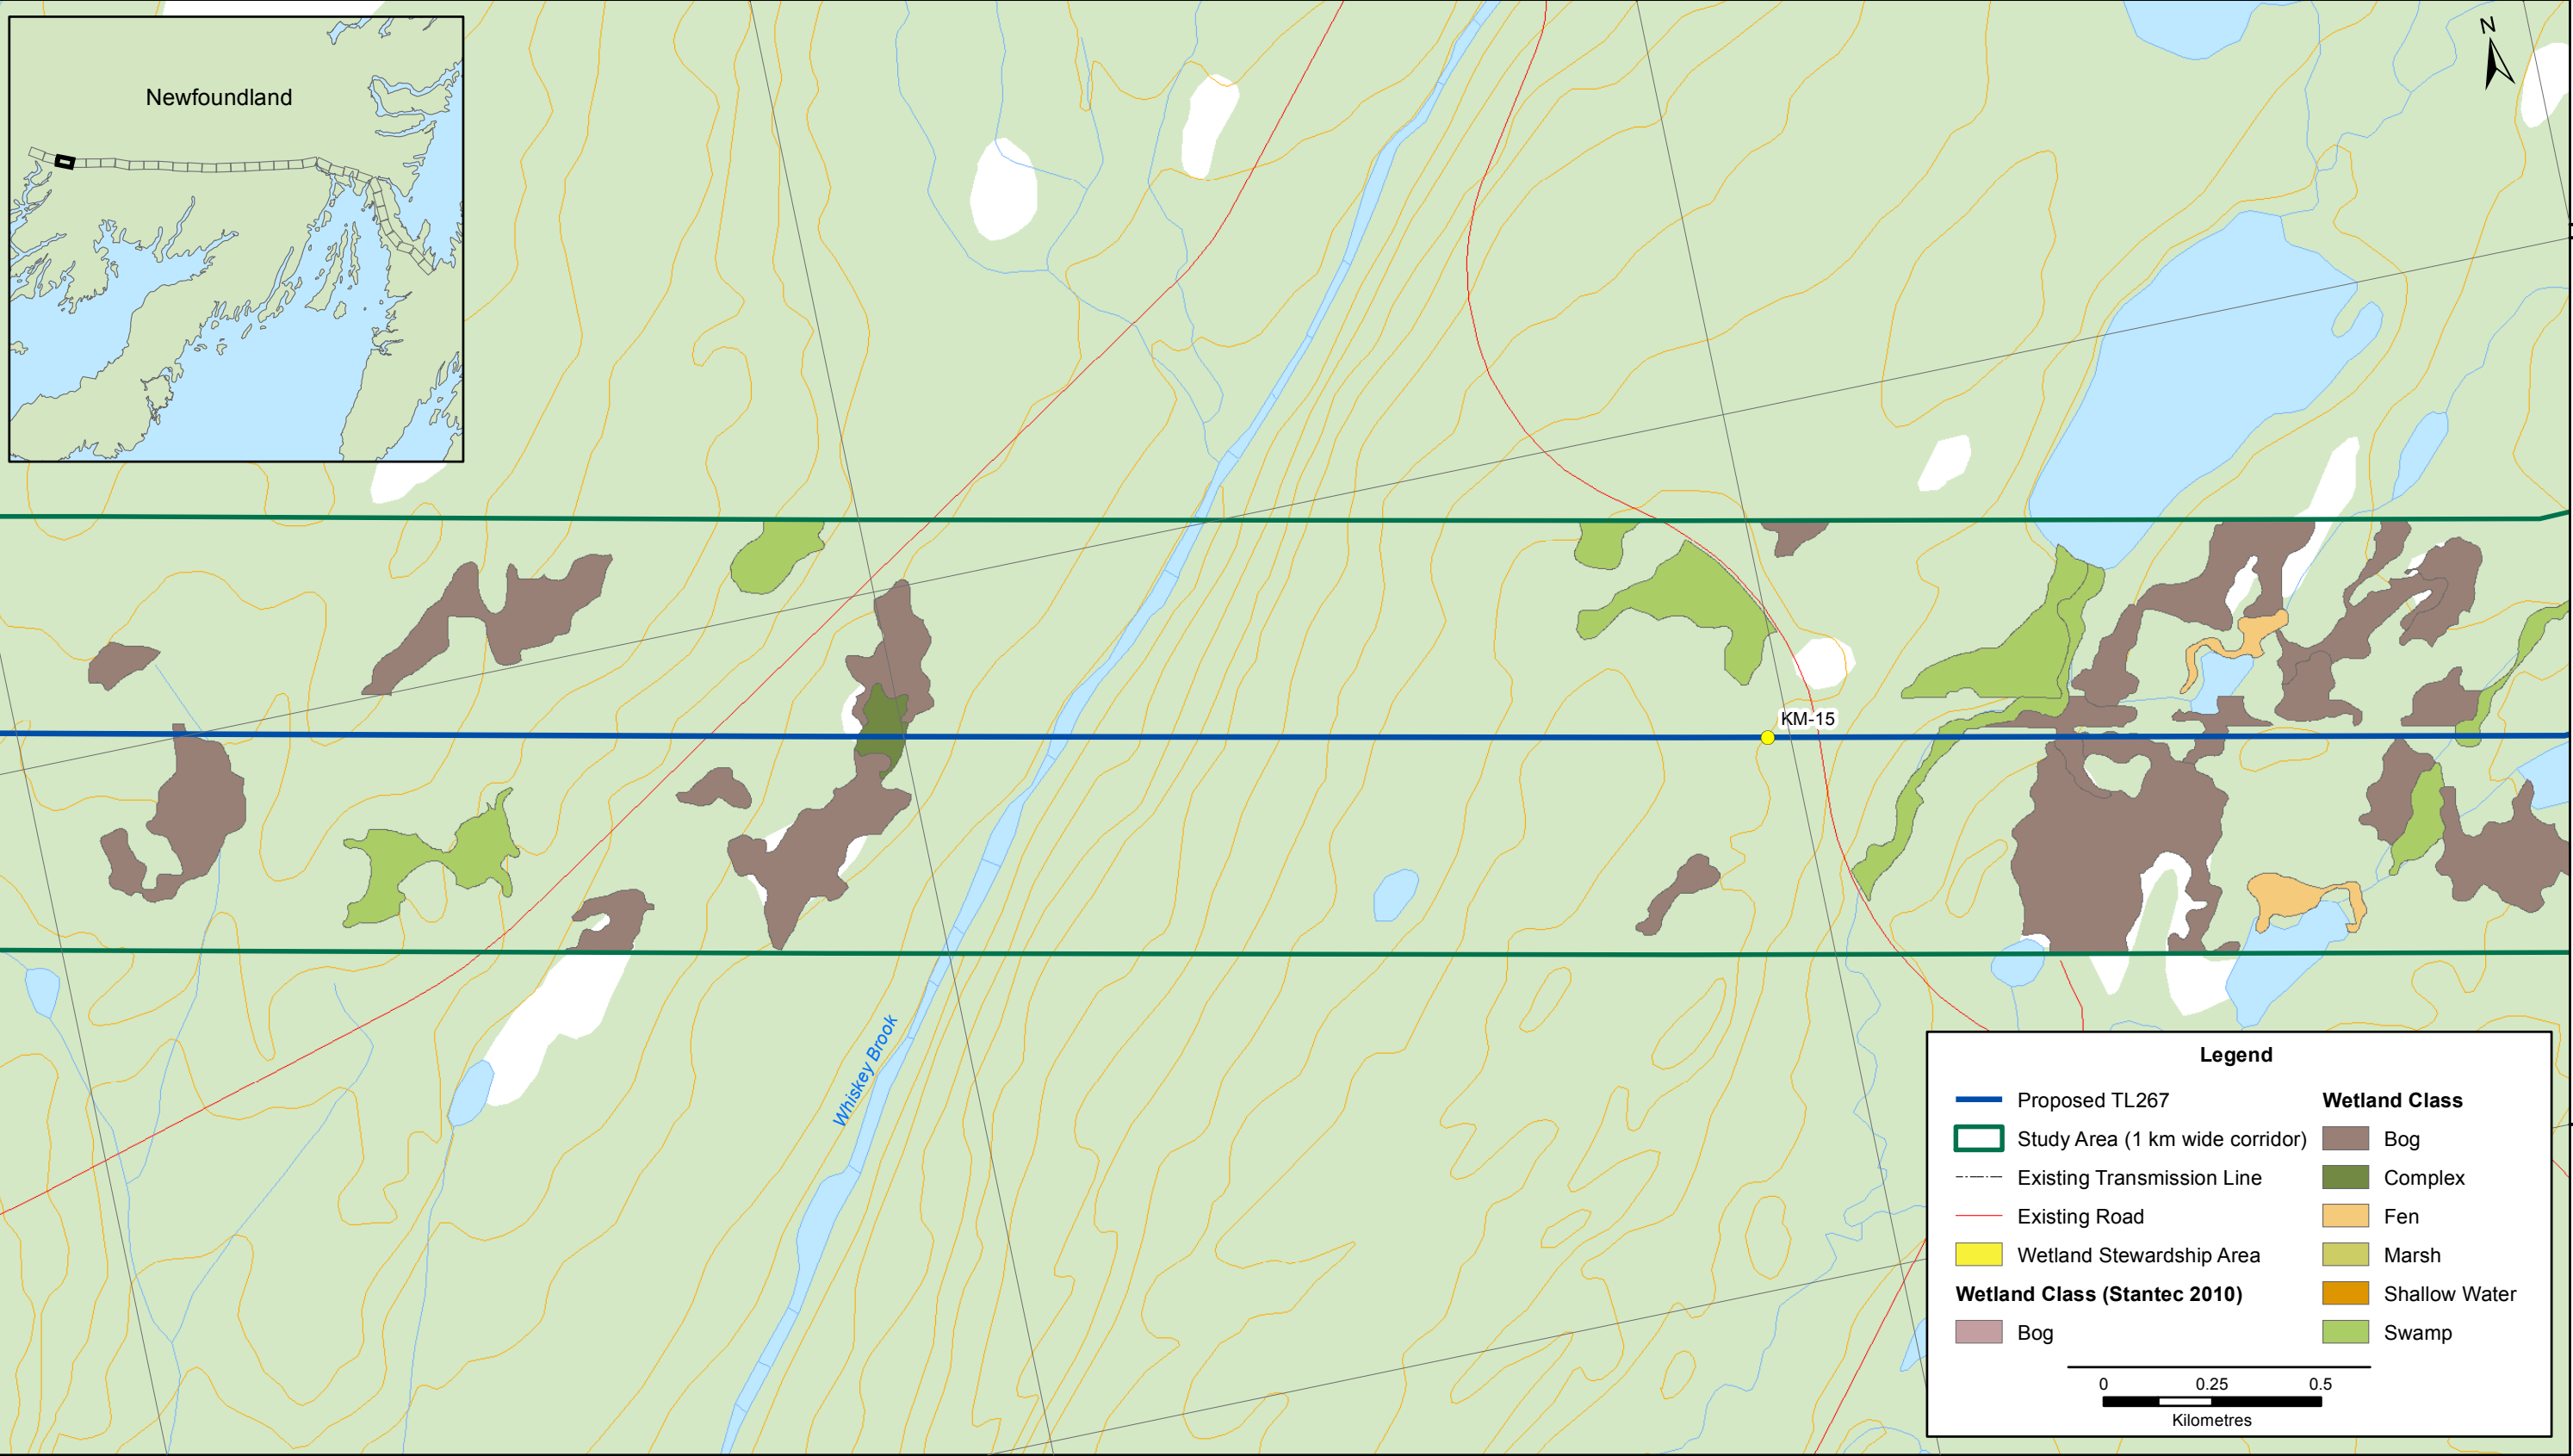 Newfoundland
N
KM-15
Whiskey Brook
Legend
Proposed TL267
Study Area (1 km wide corridor)
Existing Transmission Line
Existing Road
Wetland Stewardship Area
Wetland Class (Stantec 2010)
Bog
Wetland Class
Bog
Complex
Fen
Marsh
Shallow Water
Swamp
0 0.25 0.5
Kilometres